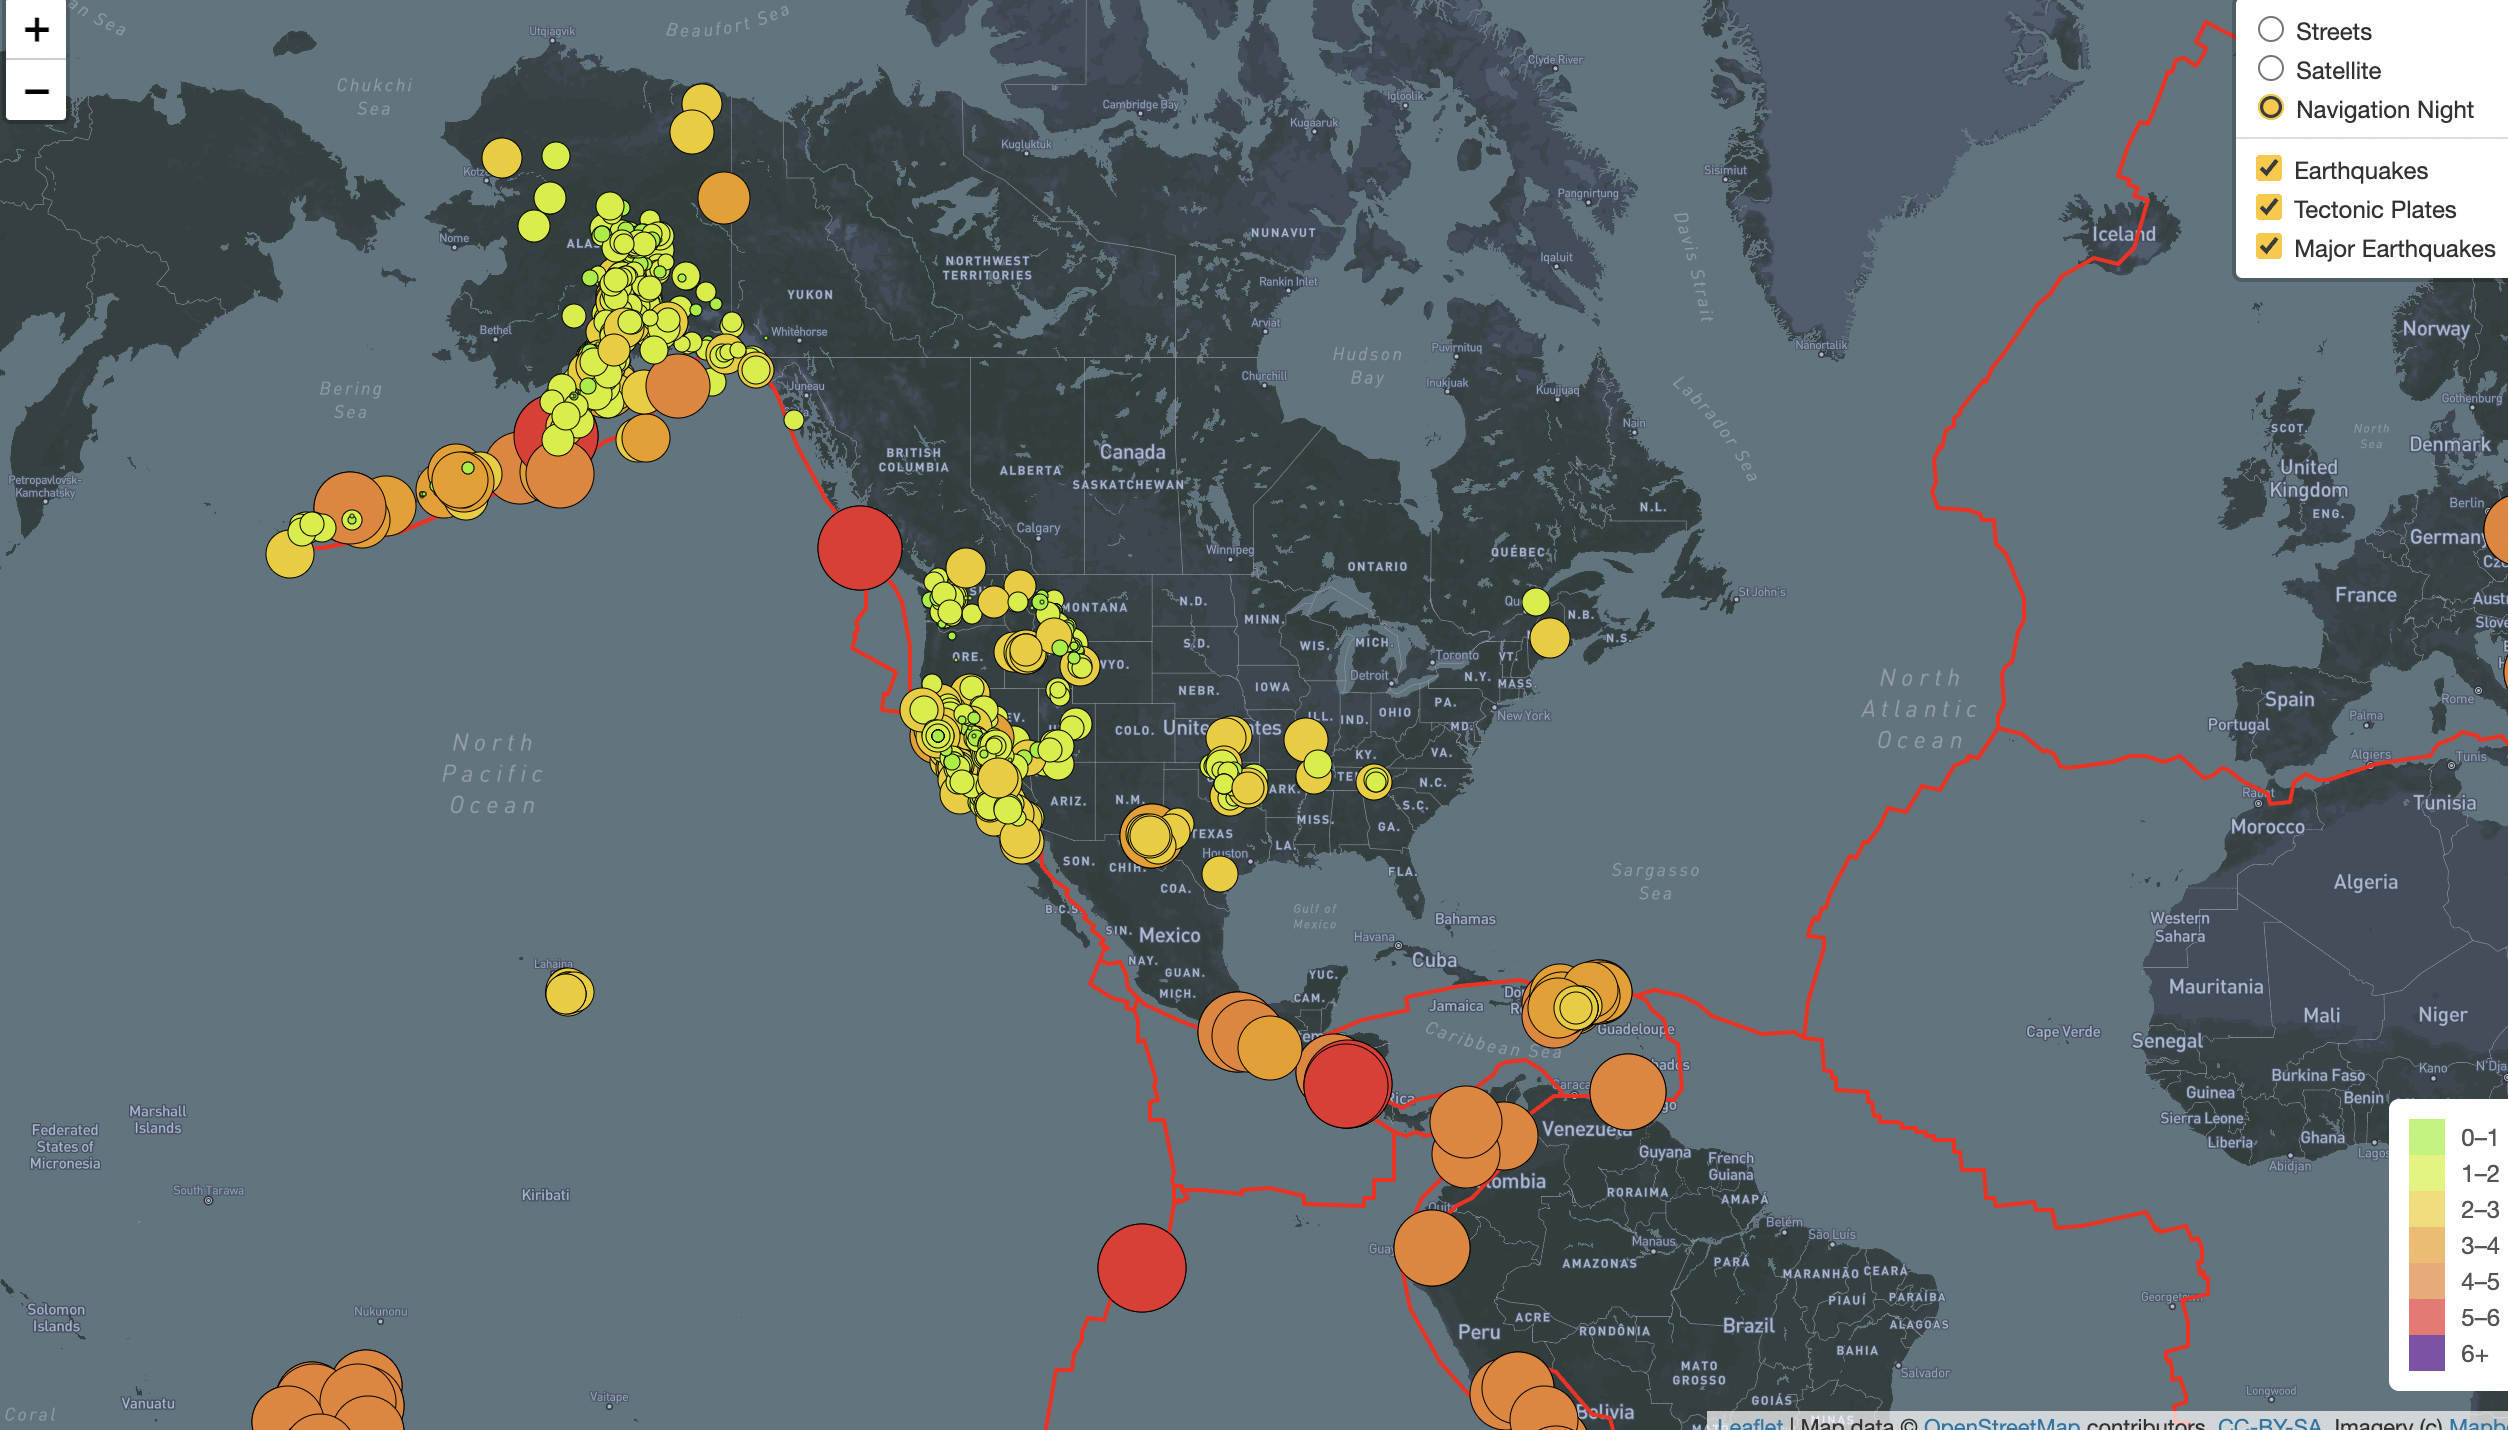 +
−
Streets
Satellite
Navigation Night
Earthquakes
Tectonic Plates
Major Earthquakes
Utqiaġvik
Beaufort Sea
Chukchi
Sea
Clyde River
Cambridge Bay
Igloolik
Kugaaruk
Kugluktuk
Sisimiut
Pangnirtung
Davis Strait
Nome
NUNAVUT
Iqaluit
Iceland
NORTHWEST
TERRITORIES
Rankin Inlet
YUKON
Whitehorse
Arviat
Bethel
Norway
Nanortalik
Puvirnituq
Hudson
Bay
Churchill
Inukjuak
Kuujjuaq
Labrador Sea
Bering
Sea
Juneau
Nain
Gothenburg
SCOT.
North
Sea
Denmark
BRITISH
COLUMBIA
Canada
ALBERTA
SASKATCHEWAN
United
Kingdom
Petropavlovsk-
Kamchatsky
N.L.
ENG.
Berlin
Germany
Calgary
Winnipeg
QUÉBEC
ONTARIO
France
St John's
MONTANA
N.D.
MINN.
N.B.
N.S.
S.D.
WIS.
MICH.
Toronto
VT.
ORE.
WYO.
Detroit
N.Y.
MASS.
NEBR.
IOWA
PA.
New York
ILL.
IND.
OHIO
MD.
COLO.
KY.
VA.
N.C.
S.C.
ARIZ.
N.M.
ARK.
MISS.
GA.
TEXAS
LA.
Houston
FLA.
SON.
CHIH.
COA.
B.C.S.
SIN.
Mexico
NAY.
GUAN.
MICH.
YUC.
CAM.
Gulf of
Mexico
Bahamas
Havana
Cuba
Jamaica
Caribbean Sea
Guadeloupe
North
Atlantic
Ocean
Sargasso
Sea
North
Pacific
Ocean
Spain
Portugal
Palma
Rome
Algiers
Tunis
Rabat
Tunisia
Morocco
Algeria
Western
Sahara
Mauritania
Mali
Niger
Cape Verde
Senegal
Burkina Faso
Kano
Guinea
Benin
Sierra Leone
Liberia
Ghana
Abidjan
Lagos
Lahaina
Marshall
Islands
Federated
States of
Micronesia
South Tarawa
Kiribati
Solomon
Islands
Nukunonu
Vanuatu
Vaitape
Coral
Venezuela
Guyana
French
Guiana
RORAIMA
AMAPÁ
Quito
Belém
São Luís
Manaus
AMAZONAS
PARÁ
MARANHÃO
CEARÁ
PIAUÍ
PARAÍBA
ACRE
RONDÔNIA
Peru
Brazil
ALAGOAS
BAHIA
MATO
GROSSO
Salvador
GOIÁS
Bolivia
MINAS
Georgetown
Longwood
0–1
1–2
2–3
3–4
4–5
5–6
6+
Leaflet | Map data © OpenStreetMap contributors, CC-BY-SA, Imagery (c)